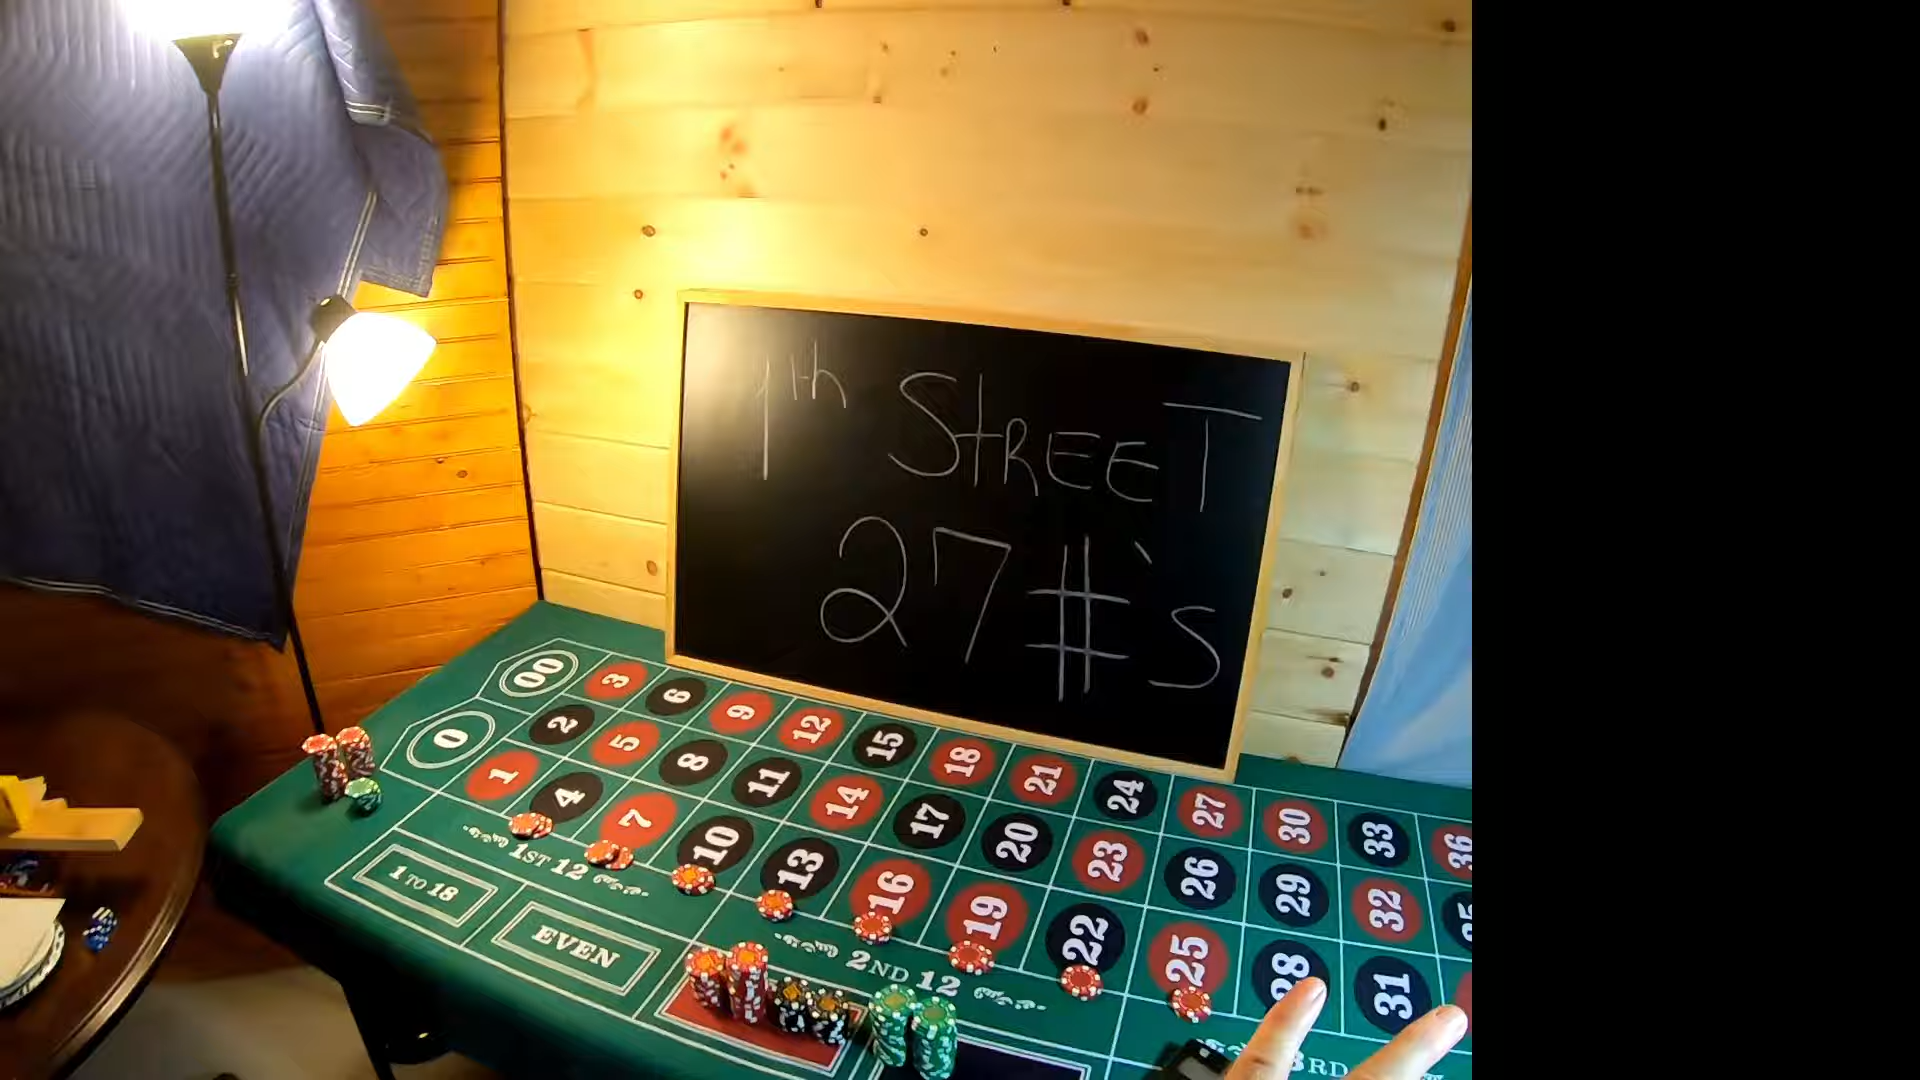 1th STREET
27 #'s
00 3 6 9 12 15 18 21 24 27 30 33 36
0 2 5 8 11 14 17 20 23 26 29 32 35
1 4 7 10 13 16 19 22 25 28 31
1ST 12 2ND 12 3RD
1 TO 18 EVEN